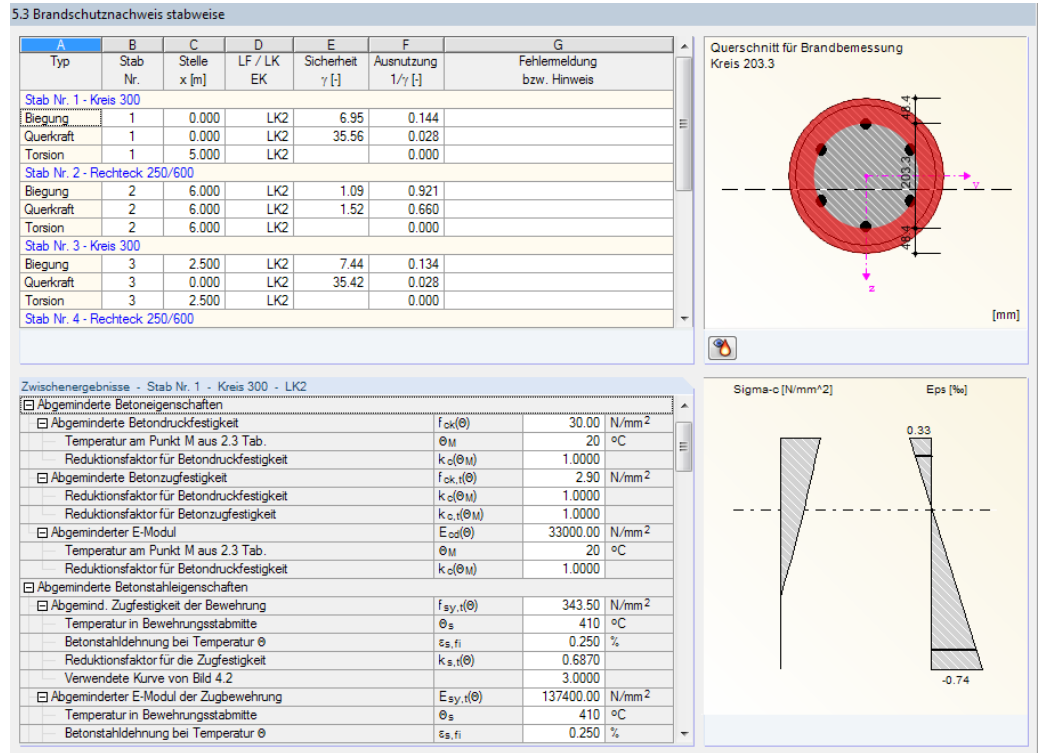 5.3 Brandschutznachweis stabweise
A B C D E F G
Typ Stab Stelle LF / LK Sicherheit Ausnutzung Fehlermeldung
Nr. x [m] EK γ [-] 1/γ [-] bzw. Hinweis
Stab Nr. 1 - Kreis 300
Biegung 1 0.000 LK2 6.95 0.144
Querkraft 1 0.000 LK2 35.56 0.028
Torsion 1 5.000 LK2 0.000
Stab Nr. 2 - Rechteck 250/600
Biegung 2 6.000 LK2 1.09 0.921
Querkraft 2 6.000 LK2 1.52 0.660
Torsion 2 6.000 LK2 0.000
Stab Nr. 3 - Kreis 300
Biegung 3 2.500 LK2 7.44 0.134
Querkraft 3 0.000 LK2 35.42 0.028
Torsion 3 2.500 LK2 0.000
Stab Nr. 4 - Rechteck 250/600
Querschnitt für Brandbemessung
Kreis 203.3
48.4
203.3
48.4
y
z
[mm]
Zwischenergebnisse - Stab Nr. 1 - Kreis 300 - LK2
Abgeminderte Betoneigenschaften
Abgeminderte Betondruckfestigkeit fck(Θ) 30.00 N/mm²
Temperatur am Punkt M aus 2.3 Tab. ΘM 20 °C
Reduktionsfaktor für Betondruckfestigkeit kc(ΘM) 1.0000
Abgeminderte Betonzugfestigkeit fck,t(Θ) 2.90 N/mm²
Reduktionsfaktor für Betondruckfestigkeit kc(ΘM) 1.0000
Reduktionsfaktor für Betonzugfestigkeit kc,t(ΘM) 1.0000
Abgeminderter E-Modul Ecd(Θ) 33000.00 N/mm²
Temperatur am Punkt M aus 2.3 Tab. ΘM 20 °C
Reduktionsfaktor für Betondruckfestigkeit kc(ΘM) 1.0000
Abgeminderte Betonstahleigenschaften
Abgemind. Zugfestigkeit der Bewehrung fsy,t(Θ) 343.50 N/mm²
Temperatur in Bewehrungsstabmitte Θs 410 °C
Betonstahldehnung bei Temperatur Θ εs,fi 0.250 %
Reduktionsfaktor für die Zugfestigkeit ks,t(Θ) 0.6870
Verwendete Kurve von Bild 4.2 3.0000
Abgeminderter E-Modul der Zugbewehrung Esy,t(Θ) 137400.00 N/mm²
Temperatur in Bewehrungsstabmitte Θs 410 °C
Betonstahldehnung bei Temperatur Θ εs,fi 0.250 %
Sigma-c [N/mm^2] Eps [‰]
0.33
-0.74